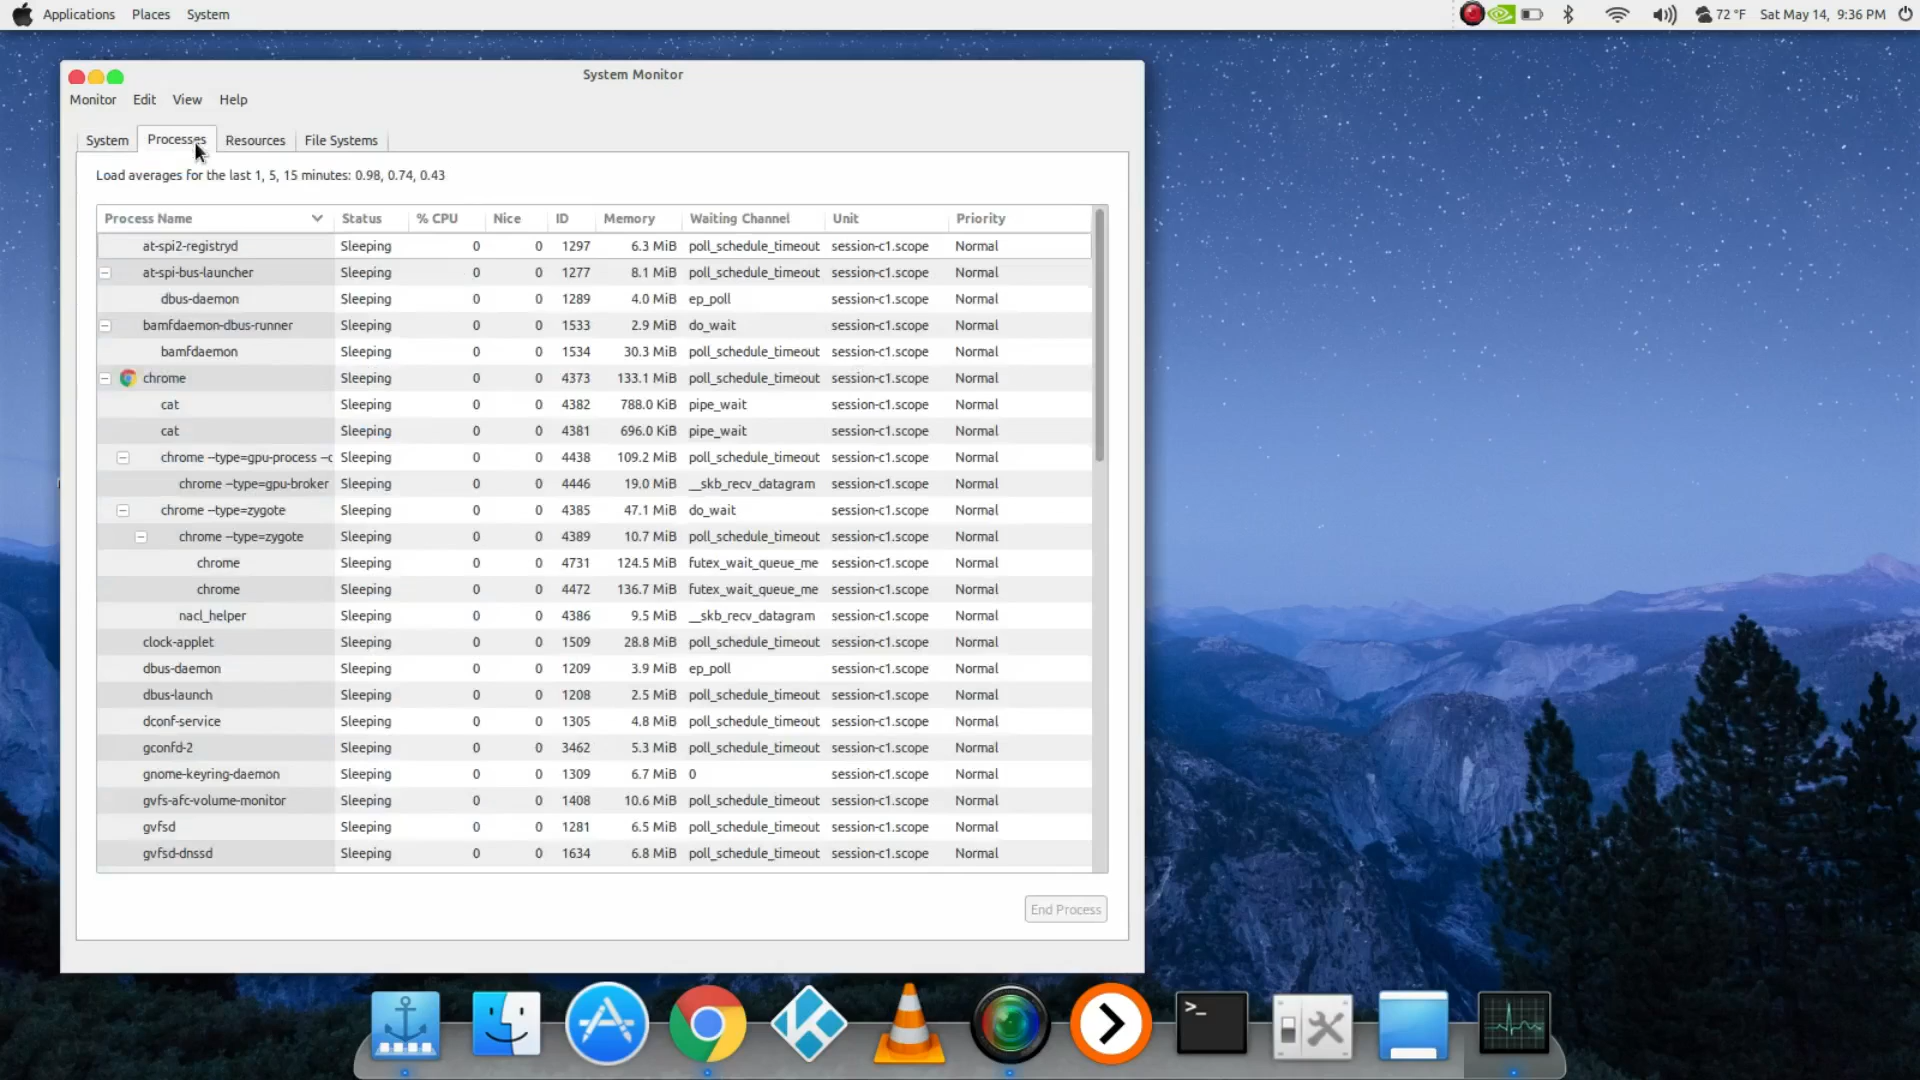 Applications Places System 72 °F Sat May 14, 9:36 PM
System Monitor
Monitor Edit View Help
System Processes Resources File Systems
Load averages for the last 1, 5, 15 minutes: 0.98, 0.74, 0.43
Process Name Status % CPU Nice ID Memory Waiting Channel Unit Priority
at-spi2-registryd Sleeping 0 0 1297 6.3 MiB poll_schedule_timeout session-c1.scope Normal
at-spi-bus-launcher Sleeping 0 0 1277 8.1 MiB poll_schedule_timeout session-c1.scope Normal
dbus-daemon Sleeping 0 0 1289 4.0 MiB ep_poll session-c1.scope Normal
bamfdaemon-dbus-runner Sleeping 0 0 1533 2.9 MiB do_wait session-c1.scope Normal
bamfdaemon Sleeping 0 0 1534 30.3 MiB poll_schedule_timeout session-c1.scope Normal
chrome Sleeping 0 0 4373 133.1 MiB poll_schedule_timeout session-c1.scope Normal
cat Sleeping 0 0 4382 788.0 KiB pipe_wait session-c1.scope Normal
cat Sleeping 0 0 4381 696.0 KiB pipe_wait session-c1.scope Normal
chrome --type=gpu-process --c Sleeping 0 0 4438 109.2 MiB poll_schedule_timeout session-c1.scope Normal
chrome --type=gpu-broker Sleeping 0 0 4446 19.0 MiB __skb_recv_datagram session-c1.scope Normal
chrome --type=zygote Sleeping 0 0 4385 47.1 MiB do_wait session-c1.scope Normal
chrome --type=zygote Sleeping 0 0 4389 10.7 MiB poll_schedule_timeout session-c1.scope Normal
chrome Sleeping 0 0 4731 124.5 MiB futex_wait_queue_me session-c1.scope Normal
chrome Sleeping 0 0 4472 136.7 MiB futex_wait_queue_me session-c1.scope Normal
nacl_helper Sleeping 0 0 4386 9.5 MiB __skb_recv_datagram session-c1.scope Normal
clock-applet Sleeping 0 0 1509 28.8 MiB poll_schedule_timeout session-c1.scope Normal
dbus-daemon Sleeping 0 0 1209 3.9 MiB ep_poll session-c1.scope Normal
dbus-launch Sleeping 0 0 1208 2.5 MiB poll_schedule_timeout session-c1.scope Normal
dconf-service Sleeping 0 0 1305 4.8 MiB poll_schedule_timeout session-c1.scope Normal
gconfd-2 Sleeping 0 0 3462 5.3 MiB poll_schedule_timeout session-c1.scope Normal
gnome-keyring-daemon Sleeping 0 0 1309 6.7 MiB 0 session-c1.scope Normal
gvfs-afc-volume-monitor Sleeping 0 0 1408 10.6 MiB poll_schedule_timeout session-c1.scope Normal
gvfsd Sleeping 0 0 1281 6.5 MiB poll_schedule_timeout session-c1.scope Normal
gvfsd-dnssd Sleeping 0 0 1634 6.8 MiB poll_schedule_timeout session-c1.scope Normal
End Process
>_